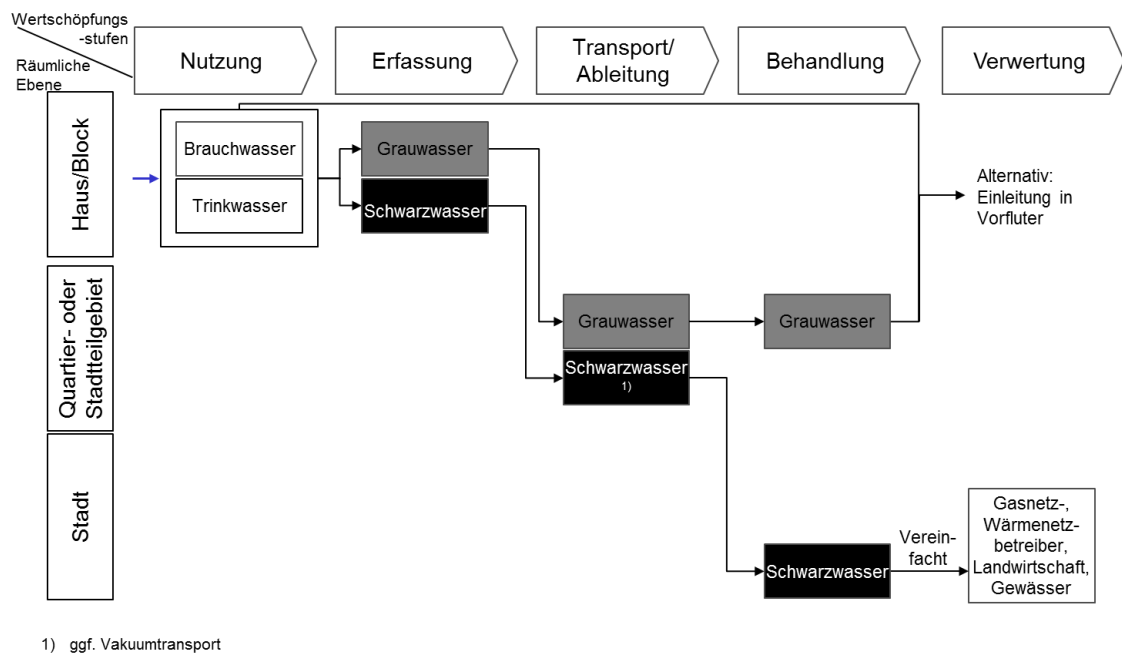 Wertschöpfungs
-stufen
Räumliche
Ebene
Nutzung
Erfassung
Transport/
Ableitung
Behandlung
Verwertung
Haus/Block
Brauchwasser
Trinkwasser
Grauwasser
Schwarzwasser
Alternativ:
Einleitung in
Vorfluter
Quartier- oder
Stadtteilgebiet
Grauwasser
Schwarzwasser
1)
Grauwasser
Stadt
Schwarzwasser
Verein-
facht
Gasnetz-,
Wärmenetz-
betreiber,
Landwirtschaft,
Gewässer
1) ggf. Vakuumtransport